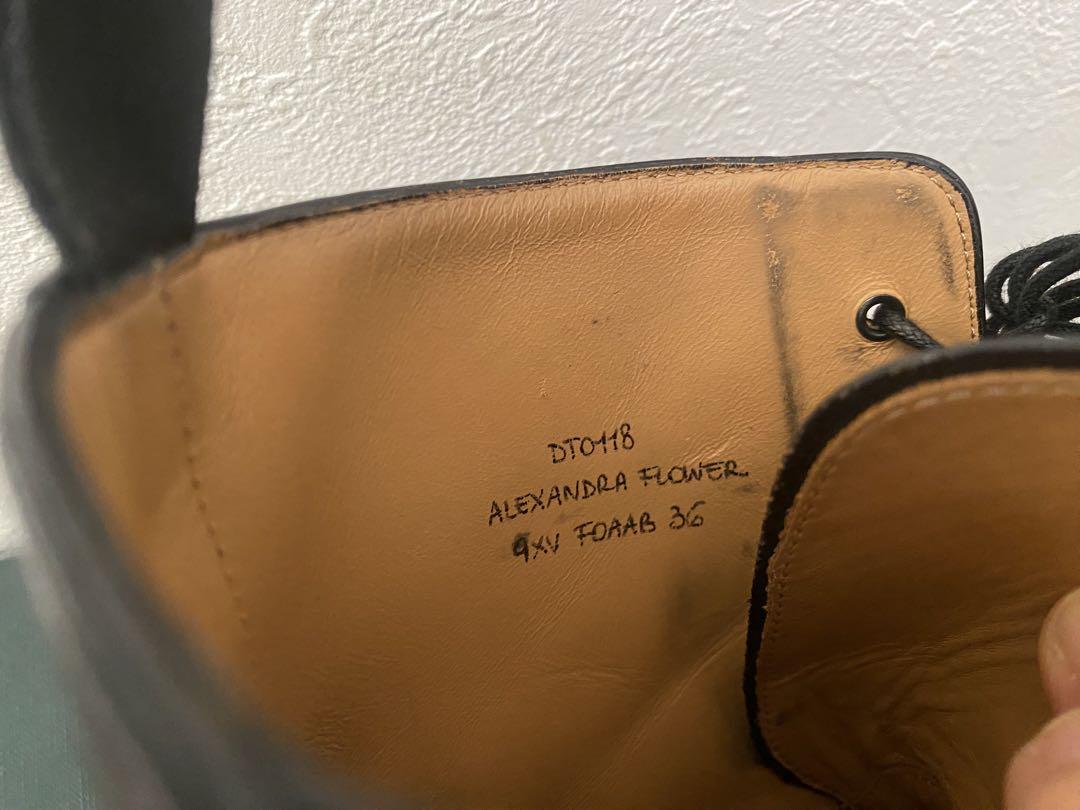 DT0118
ALEXANDRA FLOWER
9XV FOAAB 36